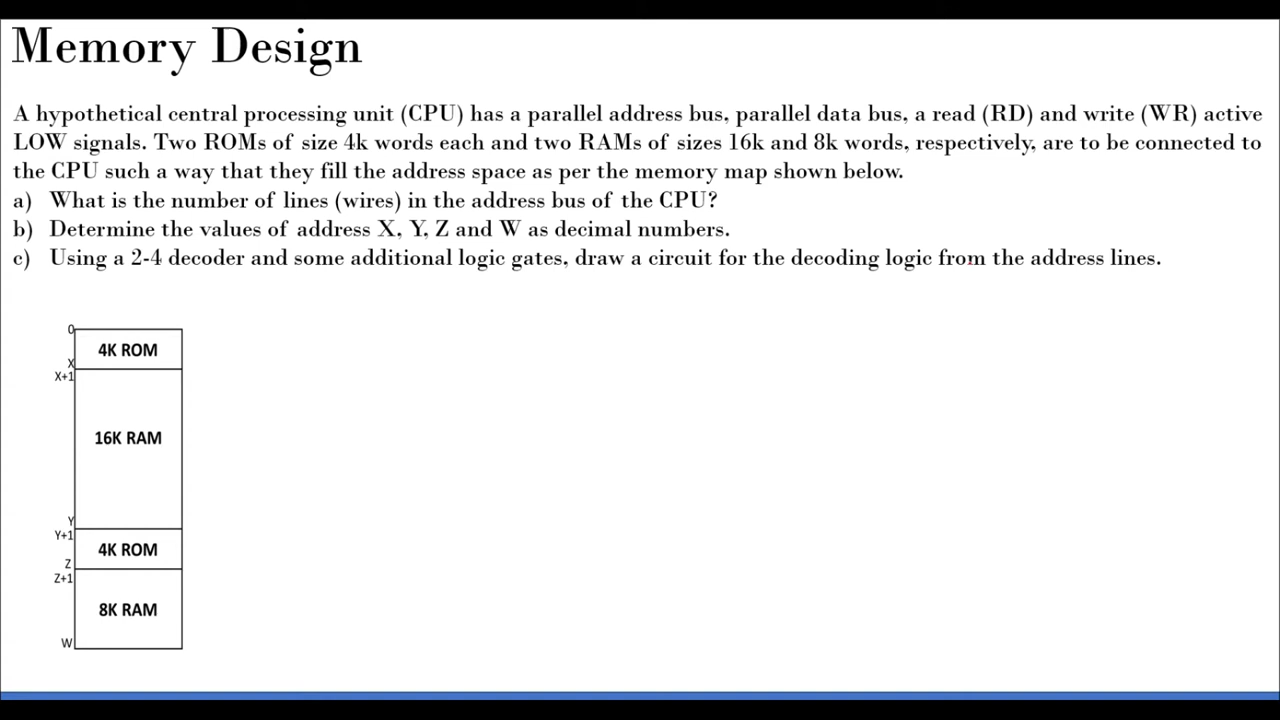 Memory Design
A hypothetical central processing unit (CPU) has a parallel address bus, parallel data bus, a read (RD) and write (WR) active
LOW signals. Two ROMs of size 4k words each and two RAMs of sizes 16k and 8k words, respectively, are to be connected to
the CPU such a way that they fill the address space as per the memory map shown below.
a) What is the number of lines (wires) in the address bus of the CPU?
b) Determine the values of address X, Y, Z and W as decimal numbers.
c) Using a 2-4 decoder and some additional logic gates, draw a circuit for the decoding logic from the address lines.
0
4K ROM
X
X+1
16K RAM
Y
Y+1
4K ROM
Z
Z+1
8K RAM
W